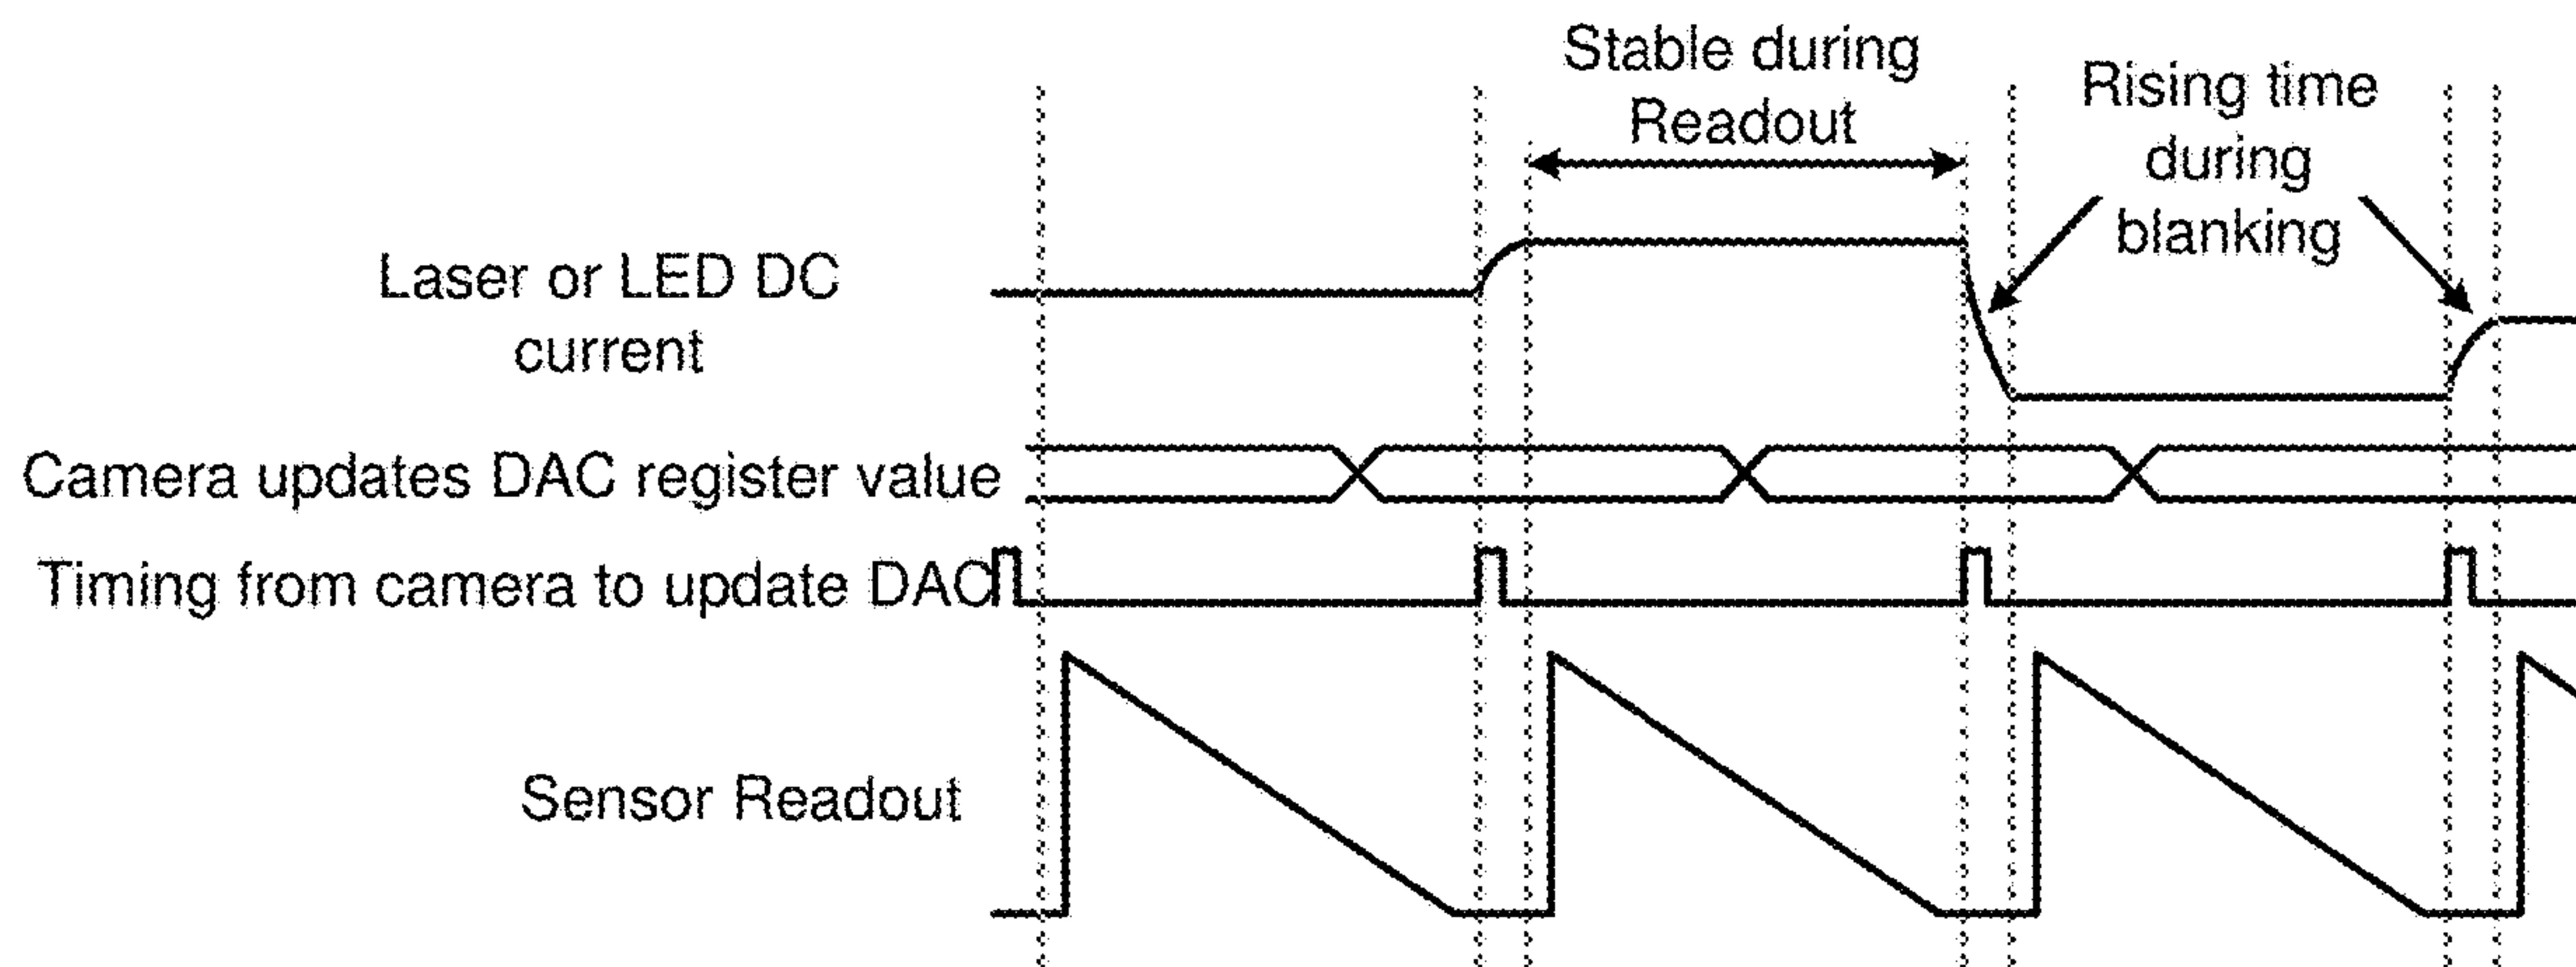 Stable during
Readout
Rising time
during
blanking
Laser or LED DC
current
Camera updates DAC register value
Timing from camera to update DAC
Sensor Readout